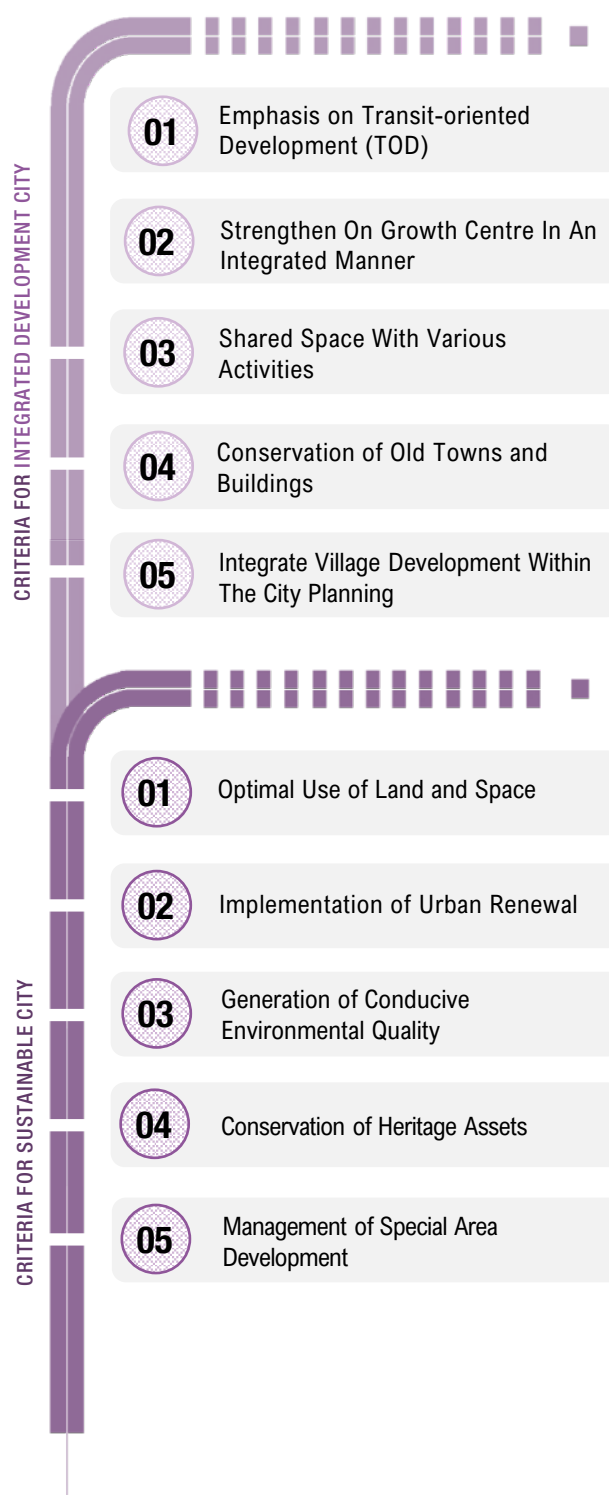 CRITERIA FOR INTEGRATED DEVELOPMENT CITY
01
Emphasis on Transit-oriented
Development (TOD)
02
Strengthen On Growth Centre In An
Integrated Manner
03
Shared Space With Various
Activities
04
Conservation of Old Towns and
Buildings
05
Integrate Village Development Within
The City Planning
CRITERIA FOR SUSTAINABLE CITY
01
Optimal Use of Land and Space
02
Implementation of Urban Renewal
03
Generation of Conducive
Environmental Quality
04
Conservation of Heritage Assets
05
Management of Special Area
Development